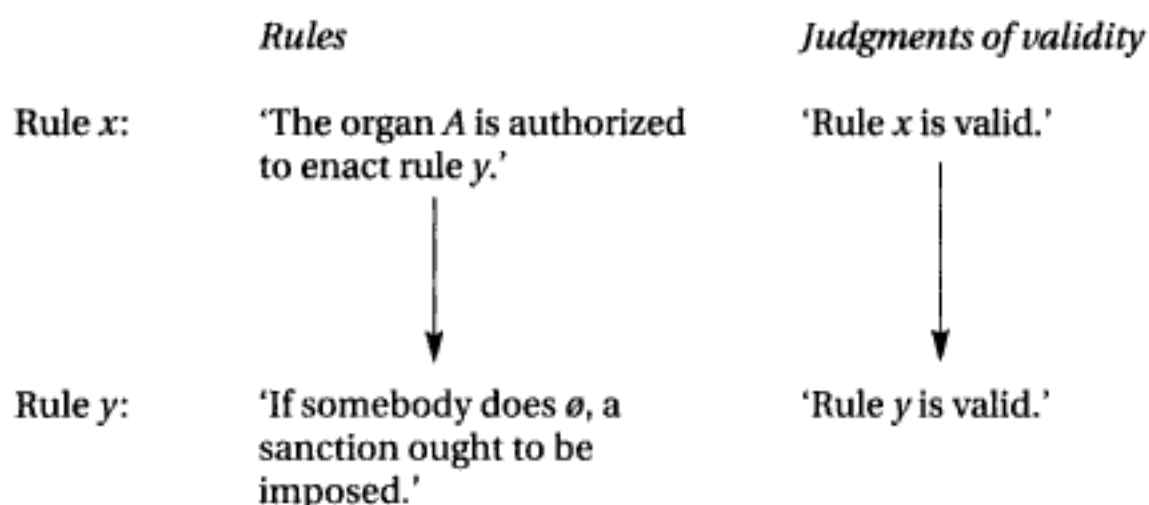 Rules Judgments of validity
Rule x: ‘The organ A is authorized ‘Rule x is valid.’
to enact rule y.’
Rule y: ‘If somebody does ø, a ‘Rule y is valid.’
sanction ought to be
imposed.’